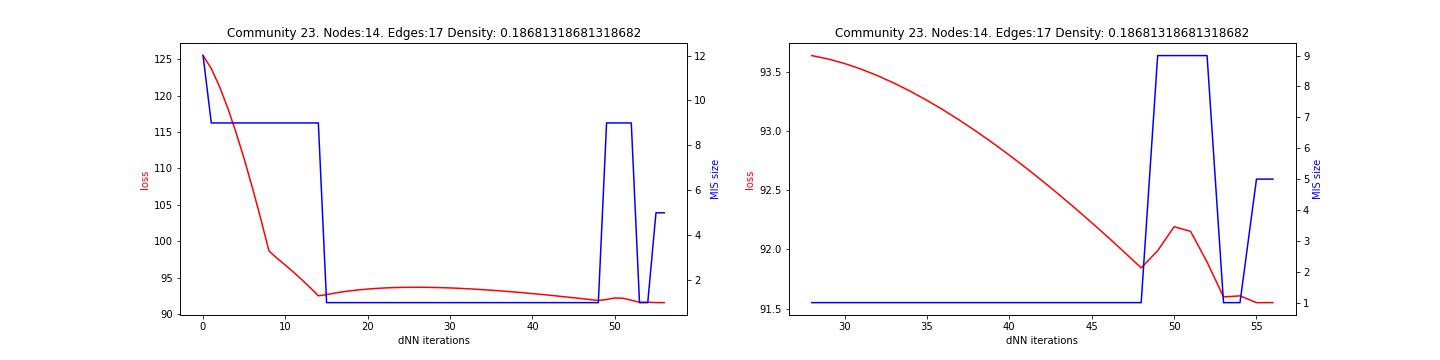 Community 23. Nodes:14. Edges:17 Density: 0.18681318681318682
125
120
115
110
105
100
95
90
loss
12
10
8
6
4
2
MIS size
0 10 20 30 40 50
dNN iterations
Community 23. Nodes:14. Edges:17 Density: 0.18681318681318682
93.5
93.0
92.5
92.0
91.5
loss
9
8
7
6
5
4
3
2
1
MIS size
30 35 40 45 50 55
dNN iterations